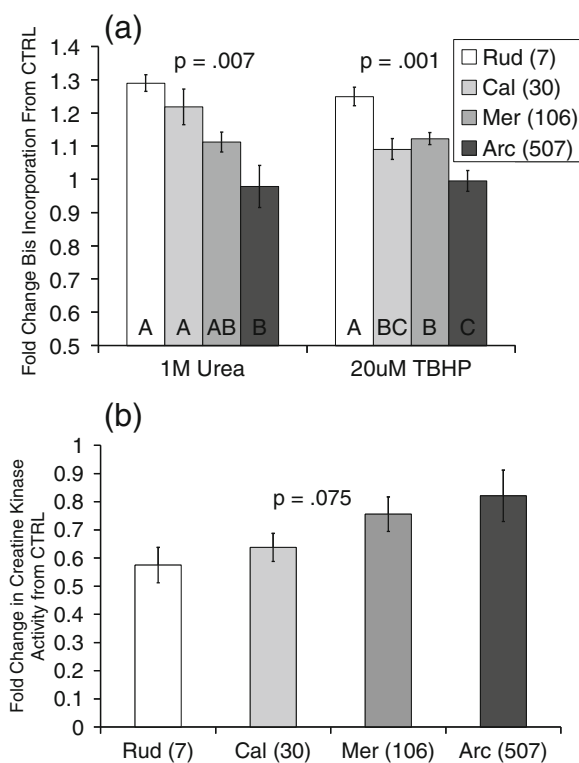 (a)
p = .007
p = .001
Rud (7)
Cal (30)
Mer (106)
Arc (507)
Fold Change Bis Incorporation From CTRL
1.4
1.3
1.2
1.1
1
0.9
0.8
0.7
0.6
0.5
A A AB B
A BC B C
1M Urea
20uM TBHP
(b)
p = .075
Fold Change in Creatine Kinase
Activity from CTRL
1
0.9
0.8
0.7
0.6
0.5
0.4
0.3
0.2
0.1
0
Rud (7) Cal (30) Mer (106) Arc (507)